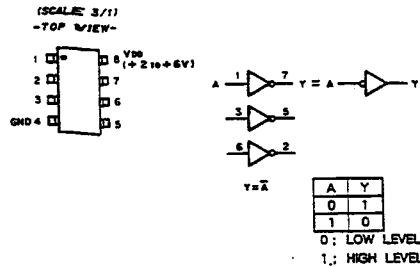 (SCALE 3/1)
-TOP VIEW-
1 8 VDD
(+2 to +6V)
2 7
3 6
GND 4 5
A 1 7 Y = A Y
3 5
6 2
Y=A̅
A Y
0 1
1 0
0 ; LOW LEVEL
1 ; HIGH LEVEL